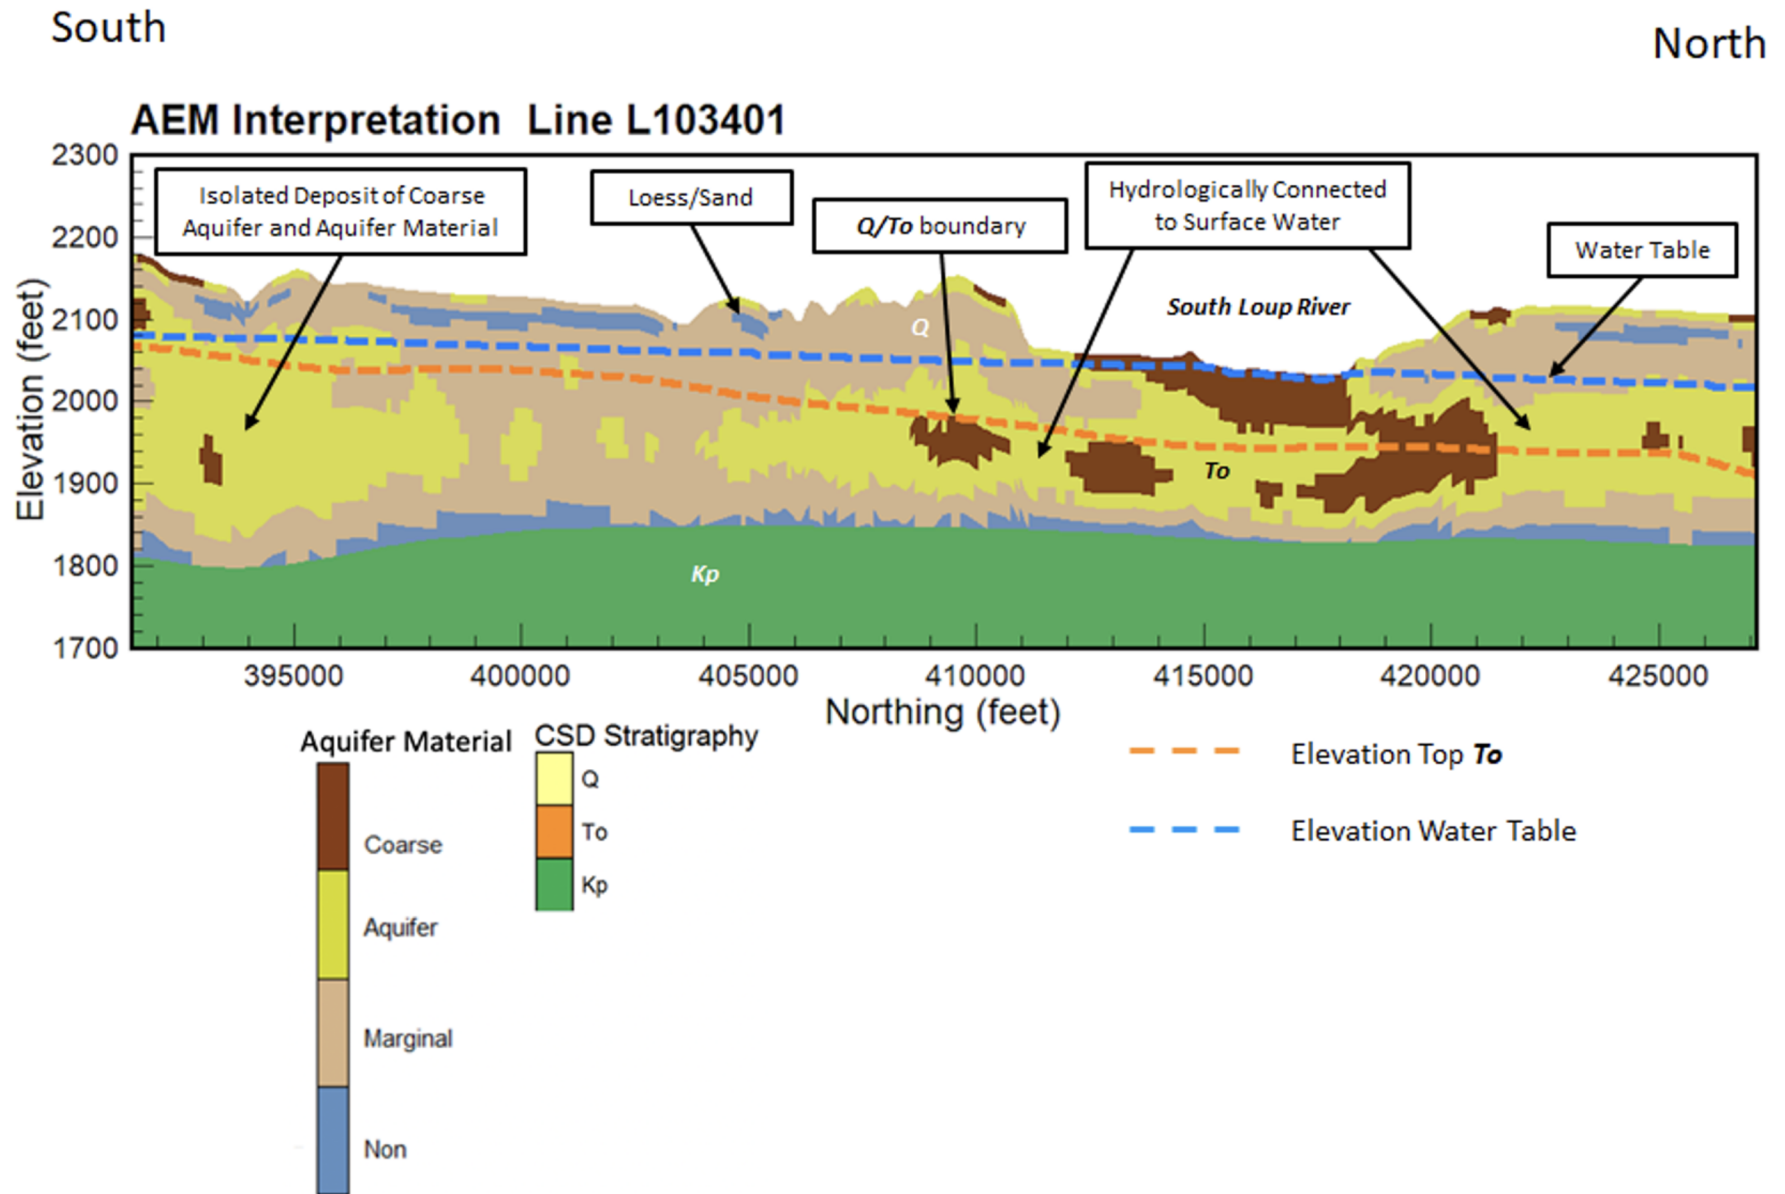 South
North
AEM Interpretation Line L103401
2300
2200
2100
2000
1900
1800
1700
Elevation (feet)
Isolated Deposit of Coarse
Aquifer and Aquifer Material
Loess/Sand
Q/To boundary
Hydrologically Connected
to Surface Water
Water Table
South Loup River
Q
To
Kp
395000 400000 405000 410000 415000 420000 425000
Northing (feet)
Aquifer Material
Coarse
Aquifer
Marginal
Non
CSD Stratigraphy
Q
To
Kp
Elevation Top To
Elevation Water Table